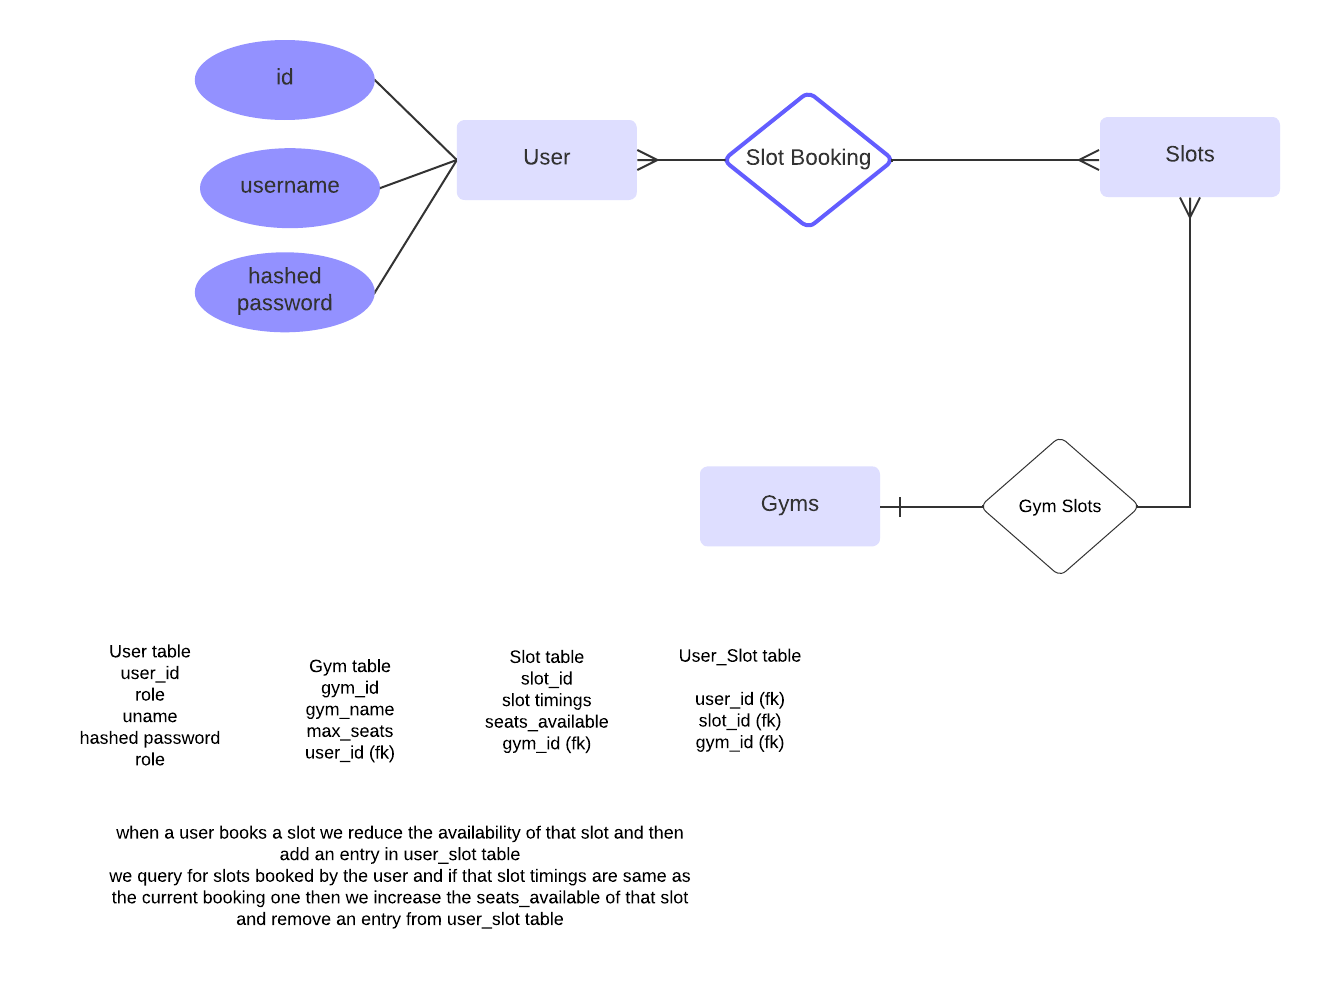 id
username
hashed
password
User
Slot Booking
Slots
Gyms
Gym Slots
User table
user_id
role
uname
hashed password
role
Gym table
gym_id
gym_name
max_seats
user_id (fk)
Slot table
slot_id
slot timings
seats_available
gym_id (fk)
User_Slot table
user_id (fk)
slot_id (fk)
gym_id (fk)
when a user books a slot we reduce the availability of that slot and then
add an entry in user_slot table
we query for slots booked by the user and if that slot timings are same as
the current booking one then we increase the seats_available of that slot
and remove an entry from user_slot table